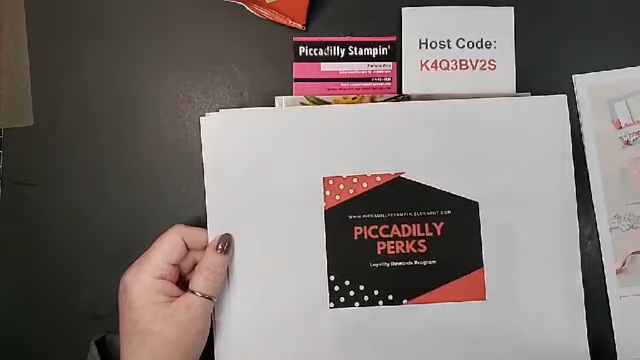 Piccadilly Stampin'
Host Code:
K4Q3BV2S
WWW.PICCADILLYSTAMPIN.BLOGSPOT.COM
PICCADILLY
PERKS
Loyalty Rewards Program